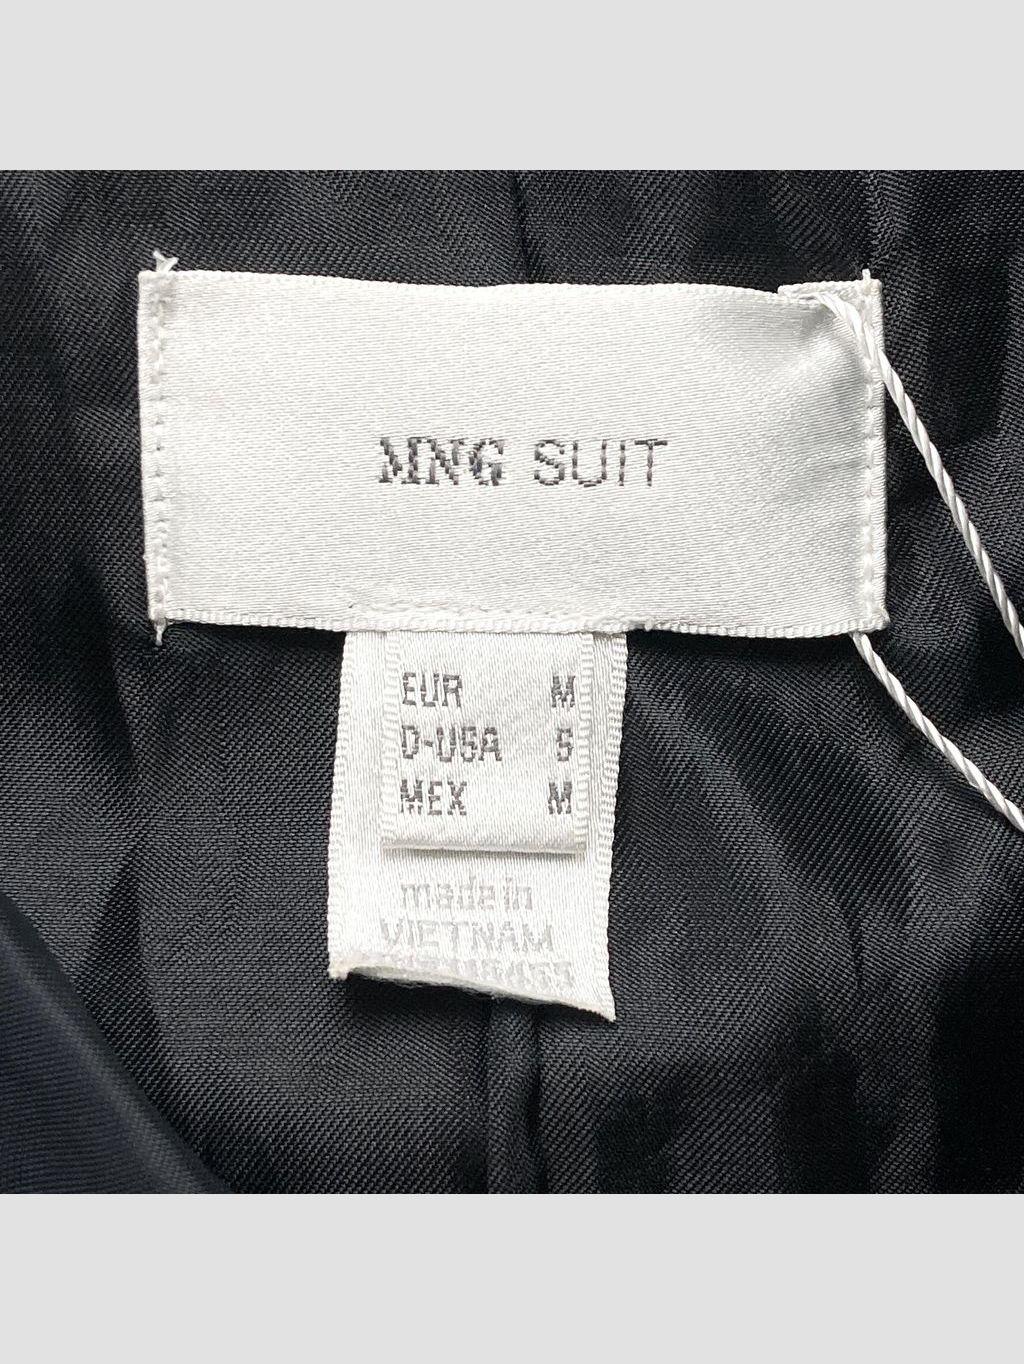 MNG SUIT
EUR M
D-USA S
MEX M
made in
VIETNAM